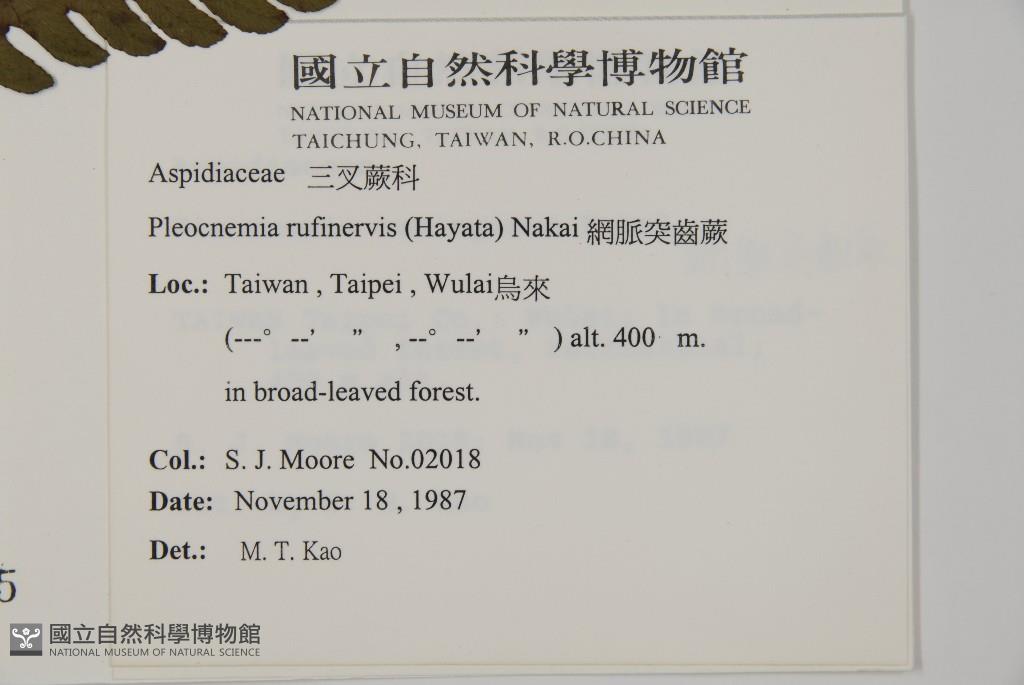 國立自然科學博物館
NATIONAL MUSEUM OF NATURAL SCIENCE
TAICHUNG, TAIWAN, R.O.CHINA
Aspidiaceae 三叉蕨科
Pleocnemia rufinervis (Hayata) Nakai 網脈突齒蕨
Loc.: Taiwan , Taipei , Wulai烏來
(---° --’ ” , --° --’ ” ) alt. 400 m.
in broad-leaved forest.
Col.: S. J. Moore No.02018
Date: November 18 , 1987
Det.: M. T. Kao
5
國立自然科學博物館
NATIONAL MUSEUM OF NATURAL SCIENCE